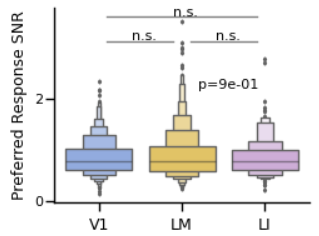 n.s.
n.s. n.s.
p=9e-01
Preferred Response SNR
2
0
V1 LM LI